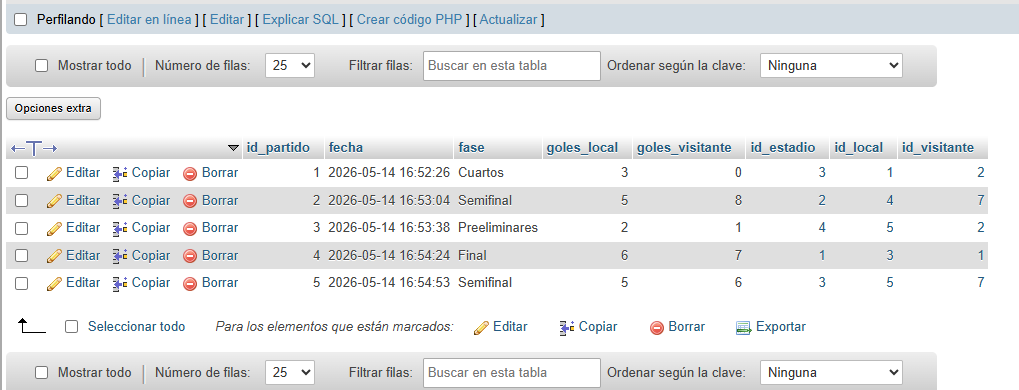 Perfilando [ Editar en línea ] [ Editar ] [ Explicar SQL ] [ Crear código PHP ] [ Actualizar ]
Mostrar todo Número de filas: 25 Filtrar filas: Buscar en esta tabla Ordenar según la clave: Ninguna
Opciones extra
←T→ id_partido fecha fase goles_local goles_visitante id_estadio id_local id_visitante
Editar Copiar Borrar 1 2026-05-14 16:52:26 Cuartos 3 0 3 1 2
Editar Copiar Borrar 2 2026-05-14 16:53:04 Semifinal 5 8 2 4 7
Editar Copiar Borrar 3 2026-05-14 16:53:38 Preeliminares 2 1 4 5 2
Editar Copiar Borrar 4 2026-05-14 16:54:24 Final 6 7 1 3 1
Editar Copiar Borrar 5 2026-05-14 16:54:53 Semifinal 5 6 3 5 7
Seleccionar todo Para los elementos que están marcados: Editar Copiar Borrar Exportar
Mostrar todo Número de filas: 25 Filtrar filas: Buscar en esta tabla Ordenar según la clave: Ninguna